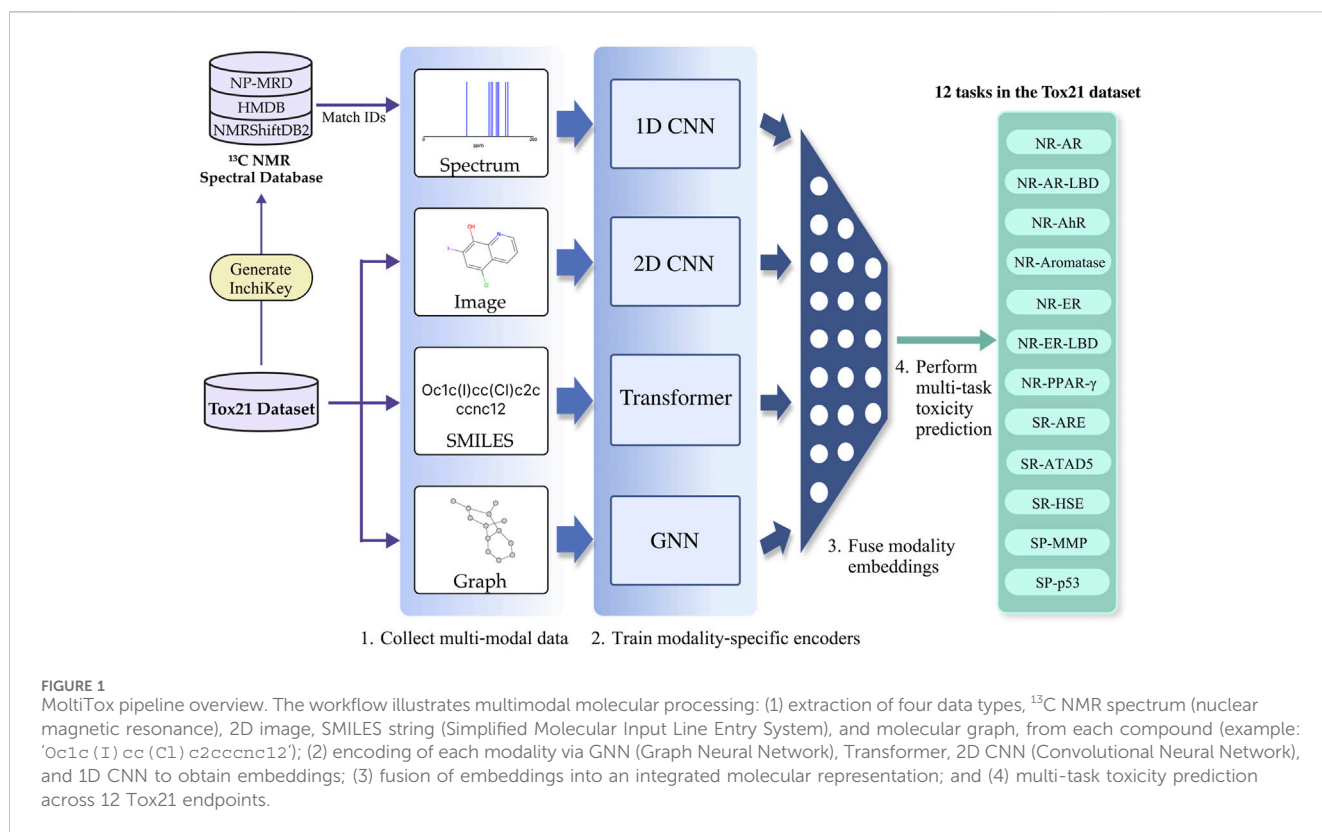 NP-MRD
HMDB
NMRShiftDB2
¹³C NMR
Spectral Database
Match IDs
Generate
InchiKey
Tox21 Dataset
200
ppm
Spectrum
OH
N
I
Cl
Image
Oc1c(I)cc(Cl)c2c
ccnc12
SMILES
Graph
1. Collect multi-modal data
1D CNN
2D CNN
Transformer
GNN
2. Train modality-specific encoders
3. Fuse modality
embeddings
4. Perform
multi-task
toxicity
prediction
12 tasks in the Tox21 dataset
NR-AR
NR-AR-LBD
NR-AhR
NR-Aromatase
NR-ER
NR-ER-LBD
NR-PPAR-γ
SR-ARE
SR-ATAD5
SR-HSE
SP-MMP
SP-p53
FIGURE 1
MoltiTox pipeline overview. The workflow illustrates multimodal molecular processing: (1) extraction of four data types, ¹³C NMR spectrum (nuclear
magnetic resonance), 2D image, SMILES string (Simplified Molecular Input Line Entry System), and molecular graph, from each compound (example:
'Oc1c(I)cc(Cl)c2cccnc12'); (2) encoding of each modality via GNN (Graph Neural Network), Transformer, 2D CNN (Convolutional Neural Network),
and 1D CNN to obtain embeddings; (3) fusion of embeddings into an integrated molecular representation; and (4) multi-task toxicity prediction
across 12 Tox21 endpoints.